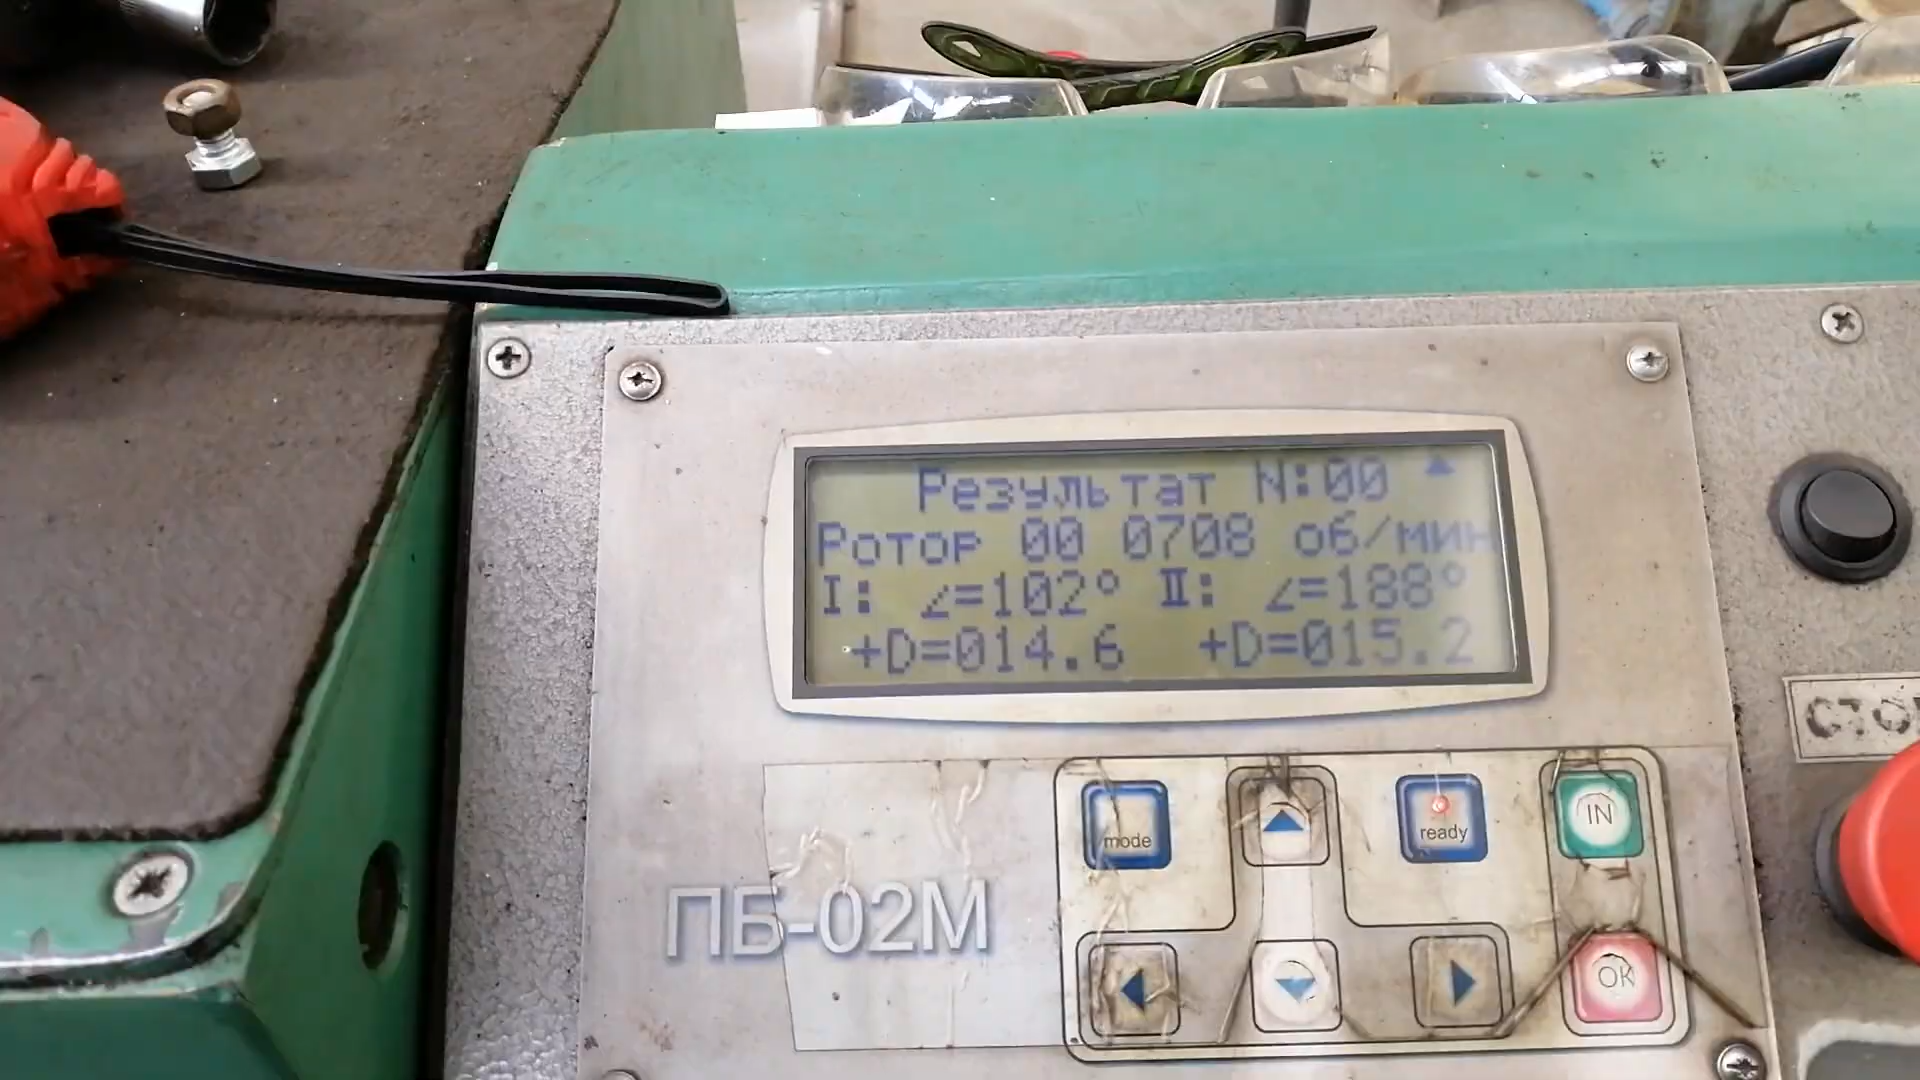 Результат N:00
Ротор 00 0708 об/мин
I: ∠=102° II: ∠=188°
+D=014.6 +D=015.2
СТОП
mode
ready
IN
ПБ-02М
OK